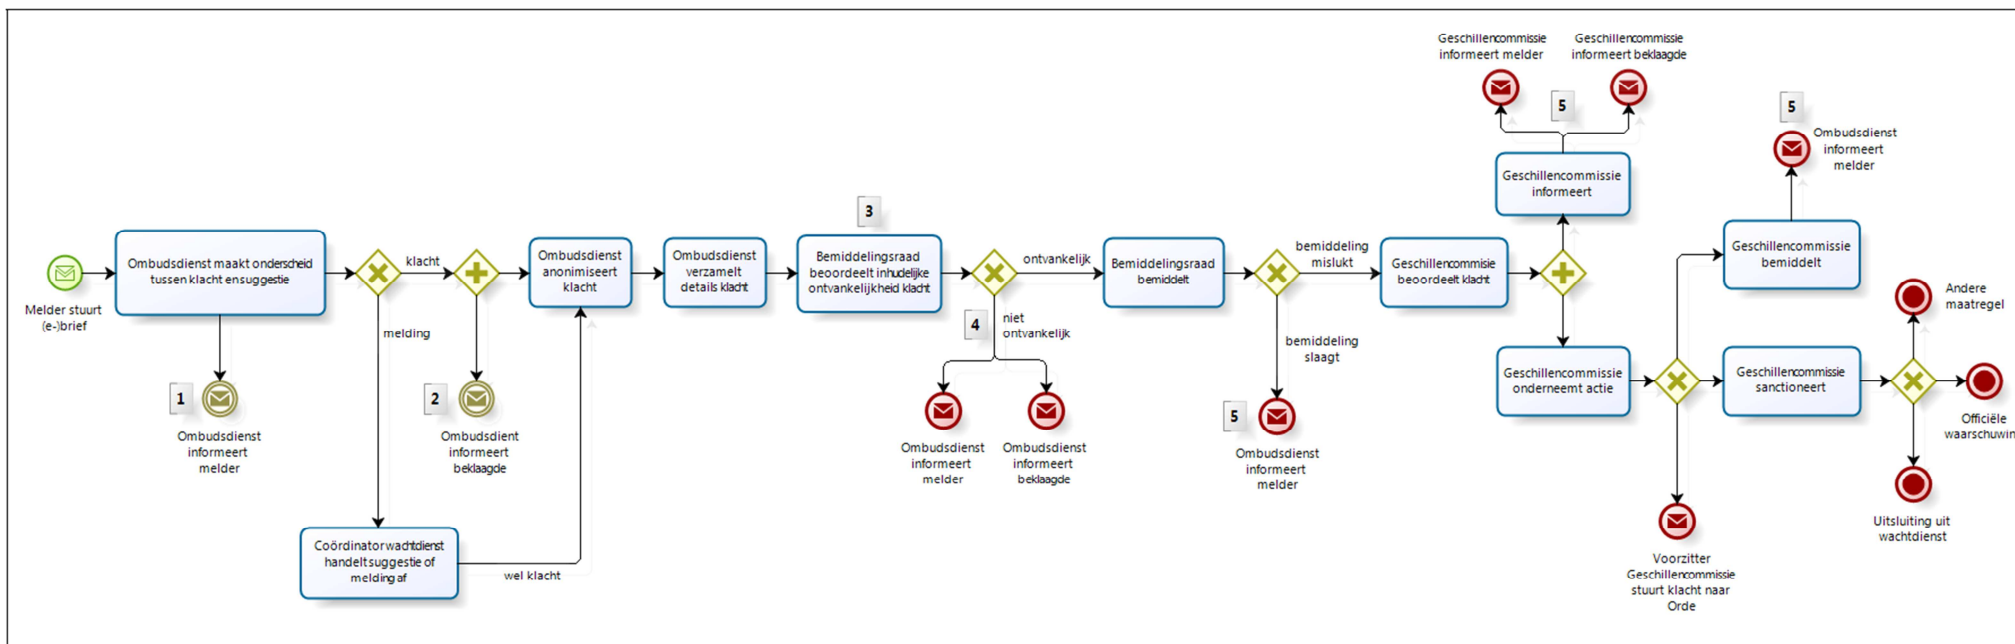 Melder stuurt
(e-)brief
Ombudsdienst maakt onderscheid
tussen klacht en suggestie
1
Ombudsdienst
informeert
melder
klacht
melding
2
Ombudsdient
informeert
beklaagde
Coördinator wachtdienst
handelt suggestie of
melding af
wel klacht
Ombudsdienst
anonimiseert
klacht
Ombudsdienst
verzamelt
details klacht
3
Bemiddelingsraad
beoordeelt inhudelijke
ontvankelijkheid klacht
ontvankelijk
4
niet
ontvankelijk
Ombudsdienst
informeert
melder
Ombudsdienst
informeert
beklaagde
Bemiddelingsraad
bemiddelt
bemiddeling
mislukt
bemiddeling
slaagt
5
Ombudsdienst
informeert
melder
Geschillencommisie
beoordeelt klacht
Geschillencommissie
informeert melder
Geschillencommissie
informeert beklaagde
5
Geschillencommissie
informeert
Geschillencommissie
onderneemt actie
5
Ombudsdienst
informeert
melder
Geschillencommissie
bemiddelt
Geschillencommissie
sanctioneert
Andere
maatregel
Officiële
waarschuwin
Uitsluiting uit
wachtdienst
Voorzitter
Geschillencommissie
stuurt klacht naar
Orde